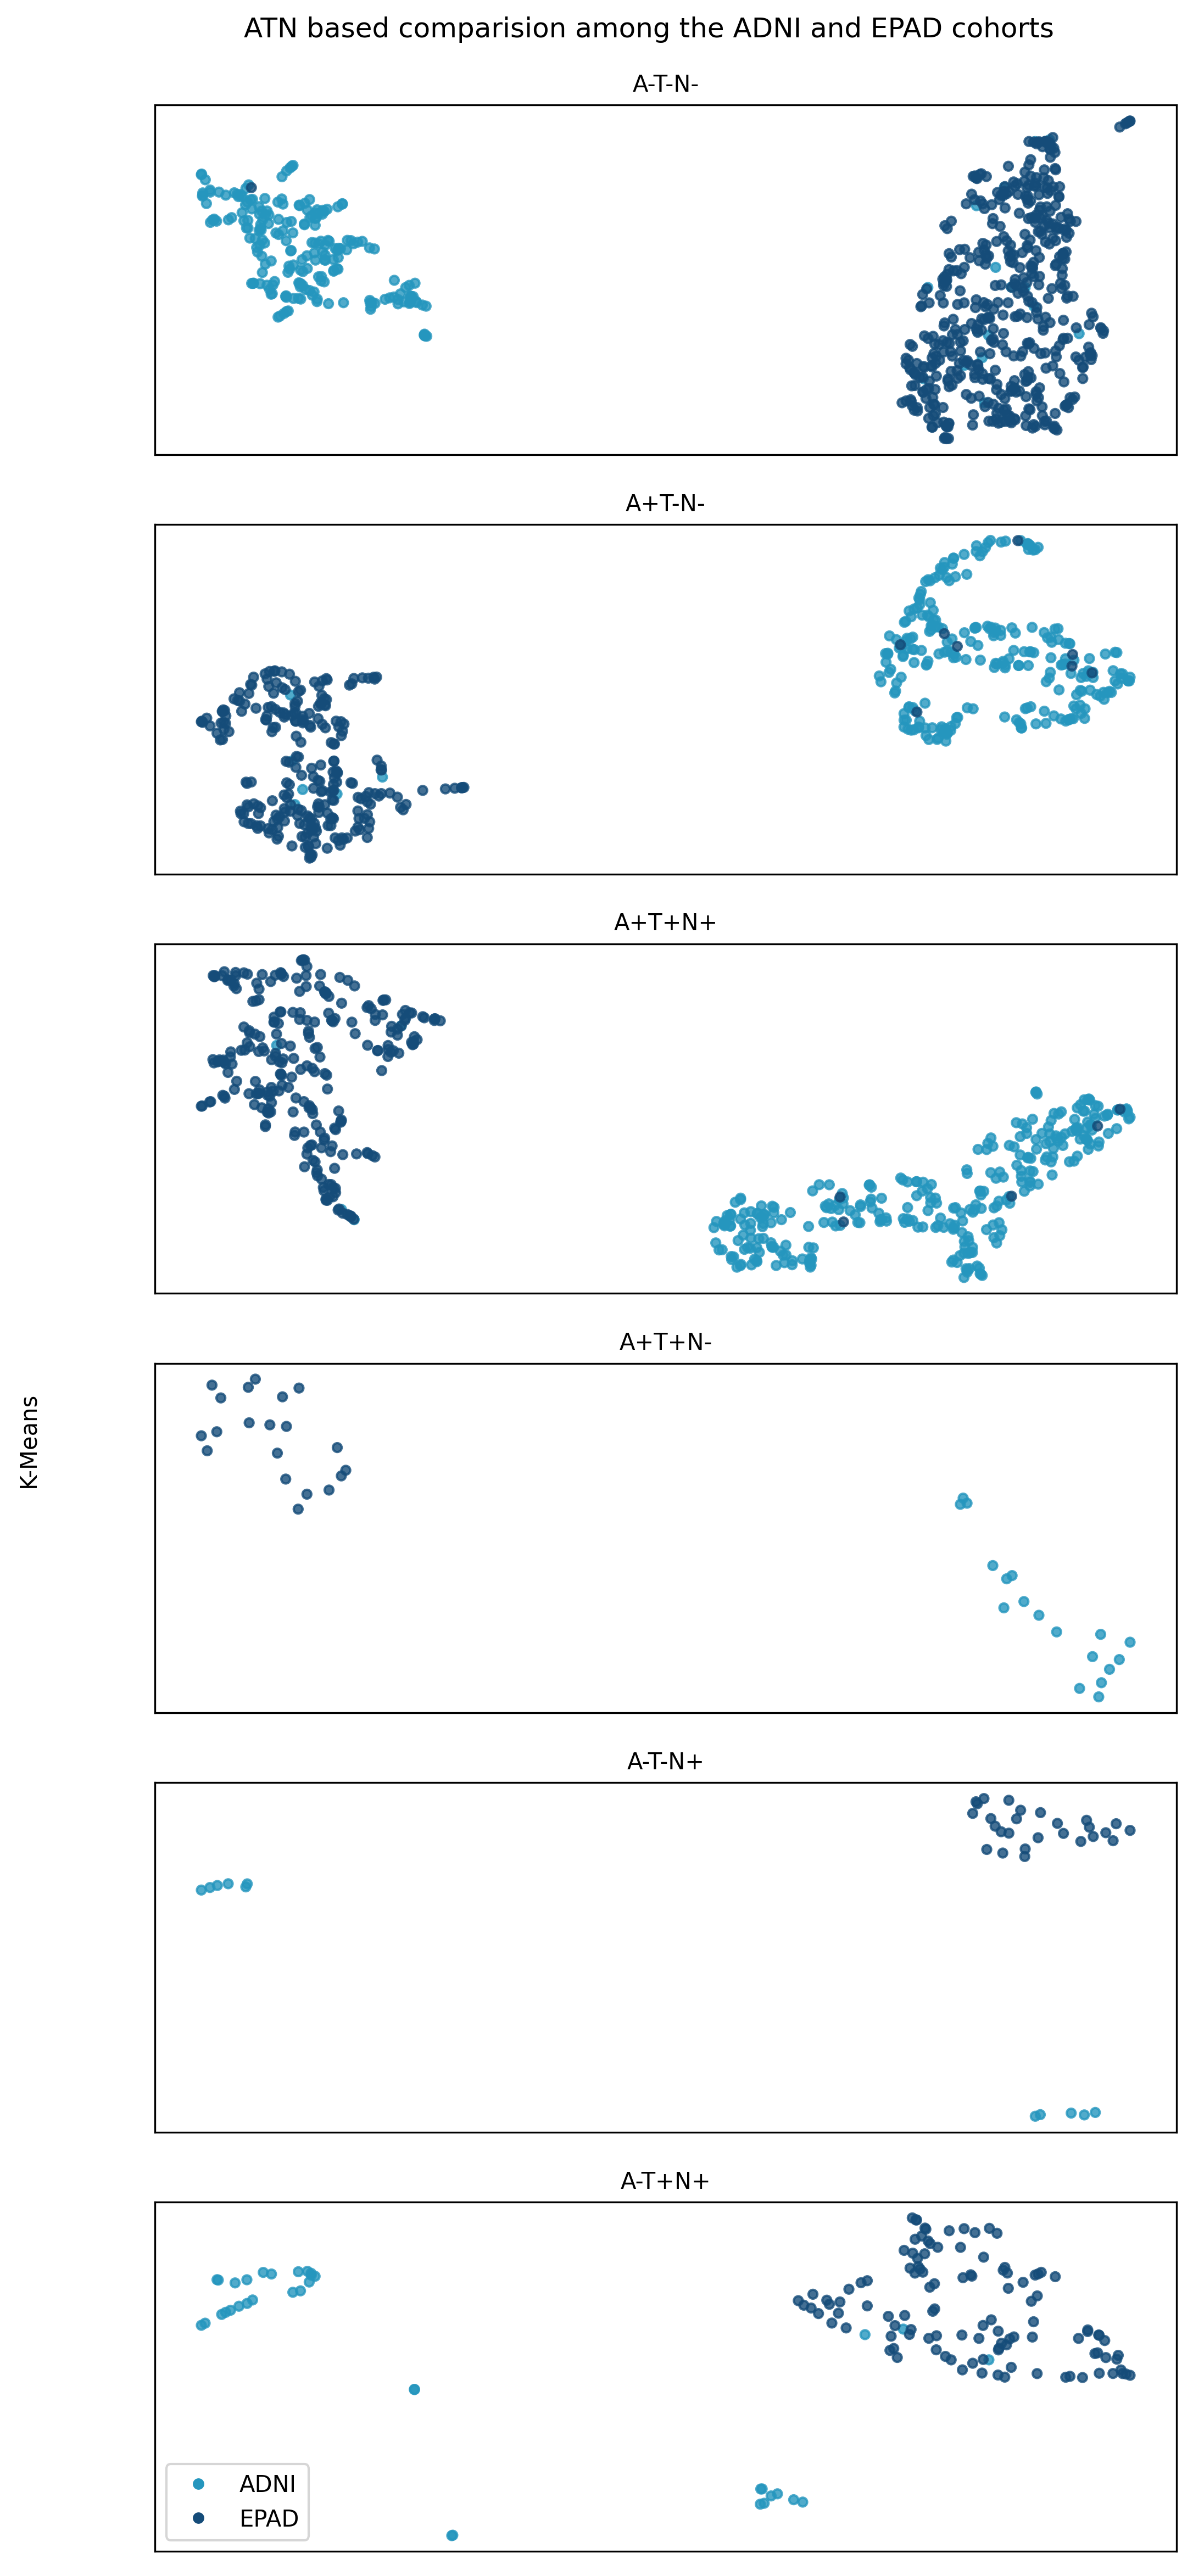 ATN based comparision among the ADNI and EPAD cohorts
A-T-N-
A+T-N-
A+T+N+
A+T+N-
K-Means
A-T-N+
A-T+N+
ADNI
EPAD